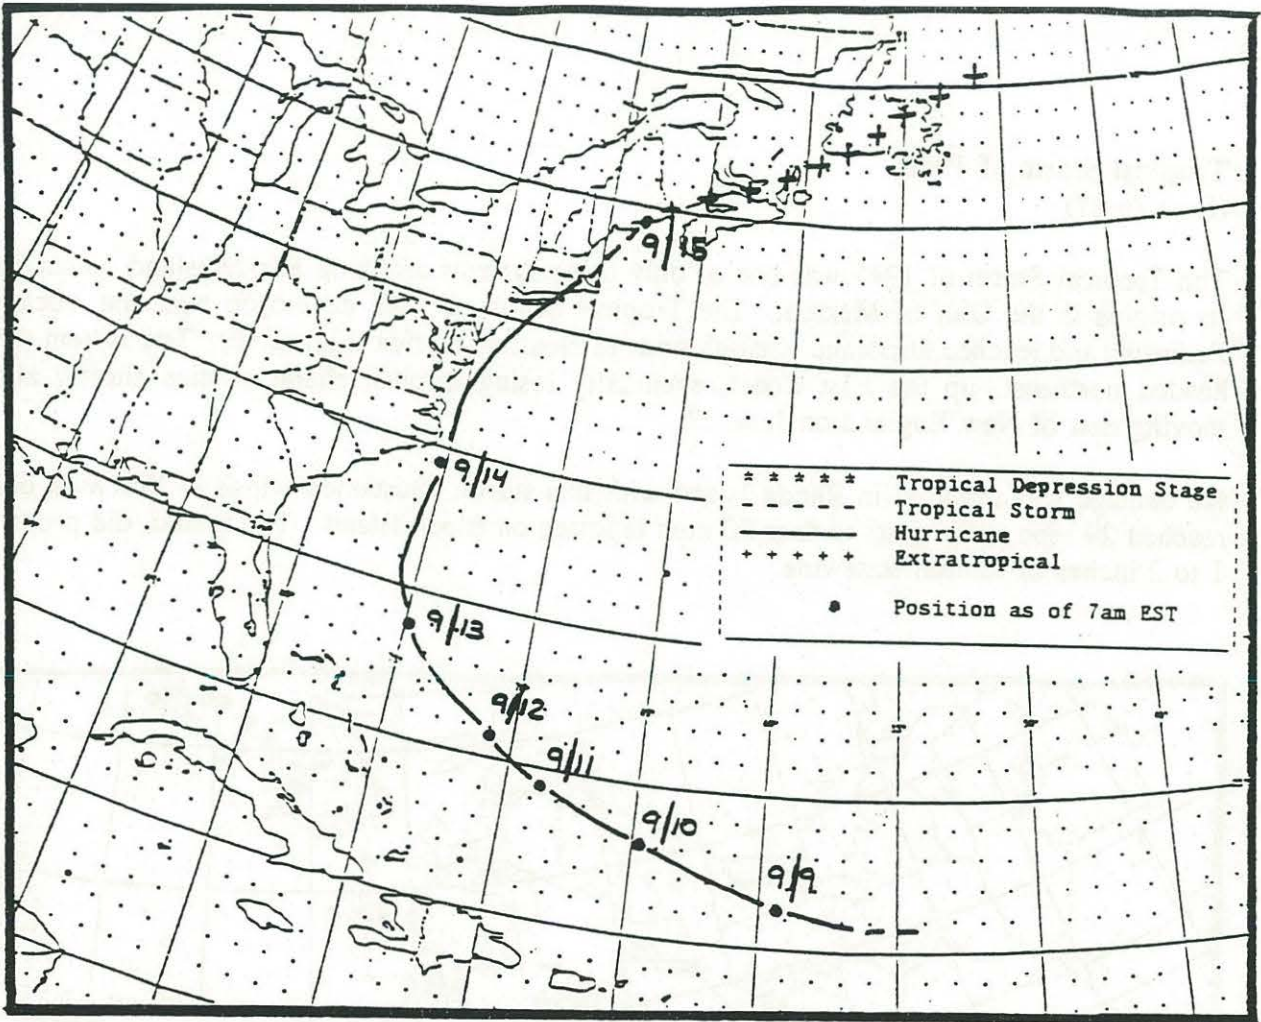 9/15
9/14
± ± ± ± ± Tropical Depression Stage
- - - - Tropical Storm
Hurricane
+ + + + + Extratropical
• Position as of 7am EST
9/13
9/12
9/11
9/10
9/9